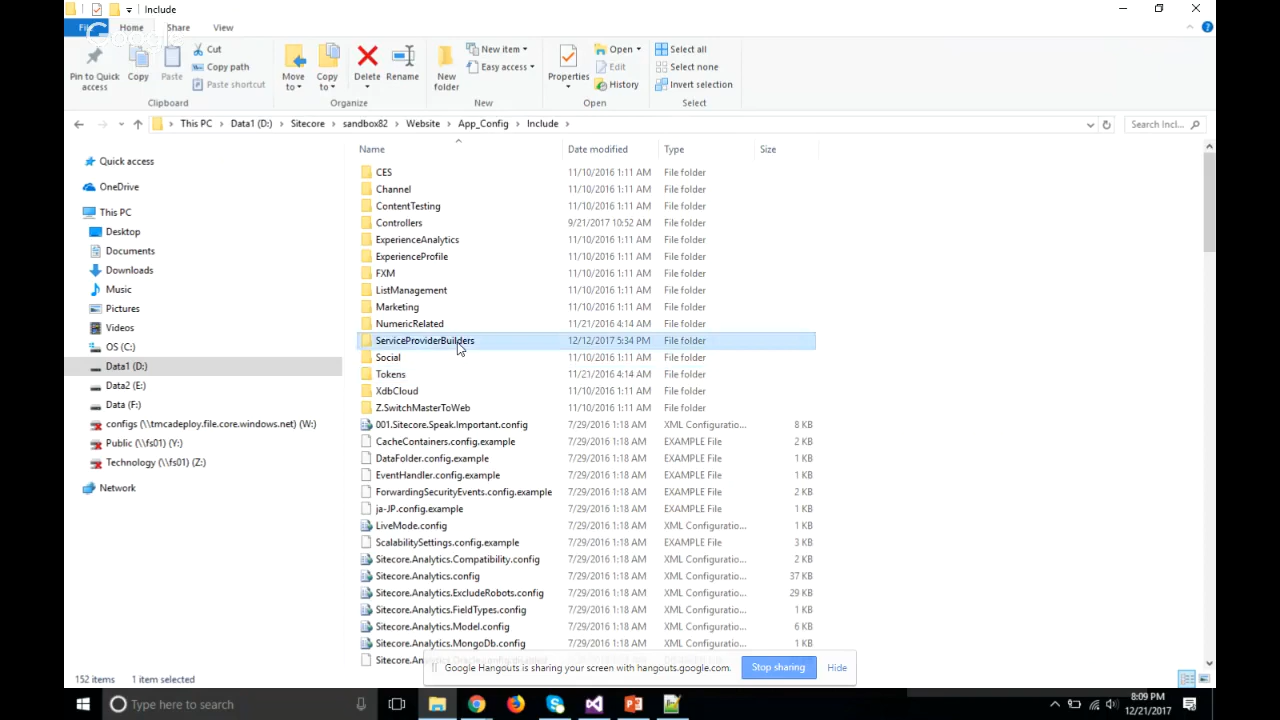 Include
File
Home
Share
View
Google
Pin to Quick access
Copy
Paste
Cut
Copy path
Paste shortcut
Clipboard
Move to
Copy to
Delete
Rename
Organize
New folder
New item
Easy access
New
Properties
Open
Edit
History
Open
Select all
Select none
Invert selection
Select
This PC > Data1 (D:) > Sitecore > sandbox82 > Website > App_Config > Include >
Search Incl...
Quick access
OneDrive
This PC
Desktop
Documents
Downloads
Music
Pictures
Videos
OS (C:)
Data1 (D:)
Data2 (E:)
Data (F:)
configs (\\tmcadeploy.file.core.windows.net) (W:)
Public (\\fs01) (Y:)
Technology (\\fs01) (Z:)
Network
Name Date modified Type Size
CES 11/10/2016 1:11 AM File folder
Channel 11/10/2016 1:11 AM File folder
ContentTesting 11/10/2016 1:11 AM File folder
Controllers 9/21/2017 10:52 AM File folder
ExperienceAnalytics 11/10/2016 1:11 AM File folder
ExperienceProfile 11/10/2016 1:11 AM File folder
FXM 11/10/2016 1:11 AM File folder
ListManagement 11/10/2016 1:11 AM File folder
Marketing 11/10/2016 1:11 AM File folder
NumericRelated 11/21/2016 4:14 AM File folder
ServiceProviderBuilders 12/12/2017 5:34 PM File folder
Social 11/10/2016 1:11 AM File folder
Tokens 11/21/2016 4:14 AM File folder
XdbCloud 11/10/2016 1:11 AM File folder
Z.SwitchMasterToWeb 11/10/2016 1:11 AM File folder
001.Sitecore.Speak.Important.config 7/29/2016 1:18 AM XML Configuratio... 8 KB
CacheContainers.config.example 7/29/2016 1:18 AM EXAMPLE File 1 KB
DataFolder.config.example 7/29/2016 1:18 AM EXAMPLE File 1 KB
EventHandler.config.example 7/29/2016 1:18 AM EXAMPLE File 1 KB
ForwardingSecurityEvents.config.example 7/29/2016 1:18 AM EXAMPLE File 2 KB
ja-JP.config.example 7/29/2016 1:18 AM EXAMPLE File 1 KB
LiveMode.config 7/29/2016 1:18 AM XML Configuratio... 1 KB
ScalabilitySettings.config.example 7/29/2016 1:18 AM EXAMPLE File 3 KB
Sitecore.Analytics.Compatibility.config 7/29/2016 1:18 AM XML Configuratio... 2 KB
Sitecore.Analytics.config 7/29/2016 1:18 AM XML Configuratio... 37 KB
Sitecore.Analytics.ExcludeRobots.config 7/29/2016 1:18 AM XML Configuratio... 29 KB
Sitecore.Analytics.FieldTypes.config 7/29/2016 1:18 AM XML Configuratio... 1 KB
Sitecore.Analytics.Model.config 7/29/2016 1:18 AM XML Configuratio... 6 KB
Sitecore.Analytics.MongoDb.config 7/29/2016 1:18 AM XML Configuratio... 1 KB
Google Hangouts is sharing your screen with hangouts.google.com.
Stop sharing
Hide
152 items 1 item selected
Type here to search
8:09 PM
12/21/2017